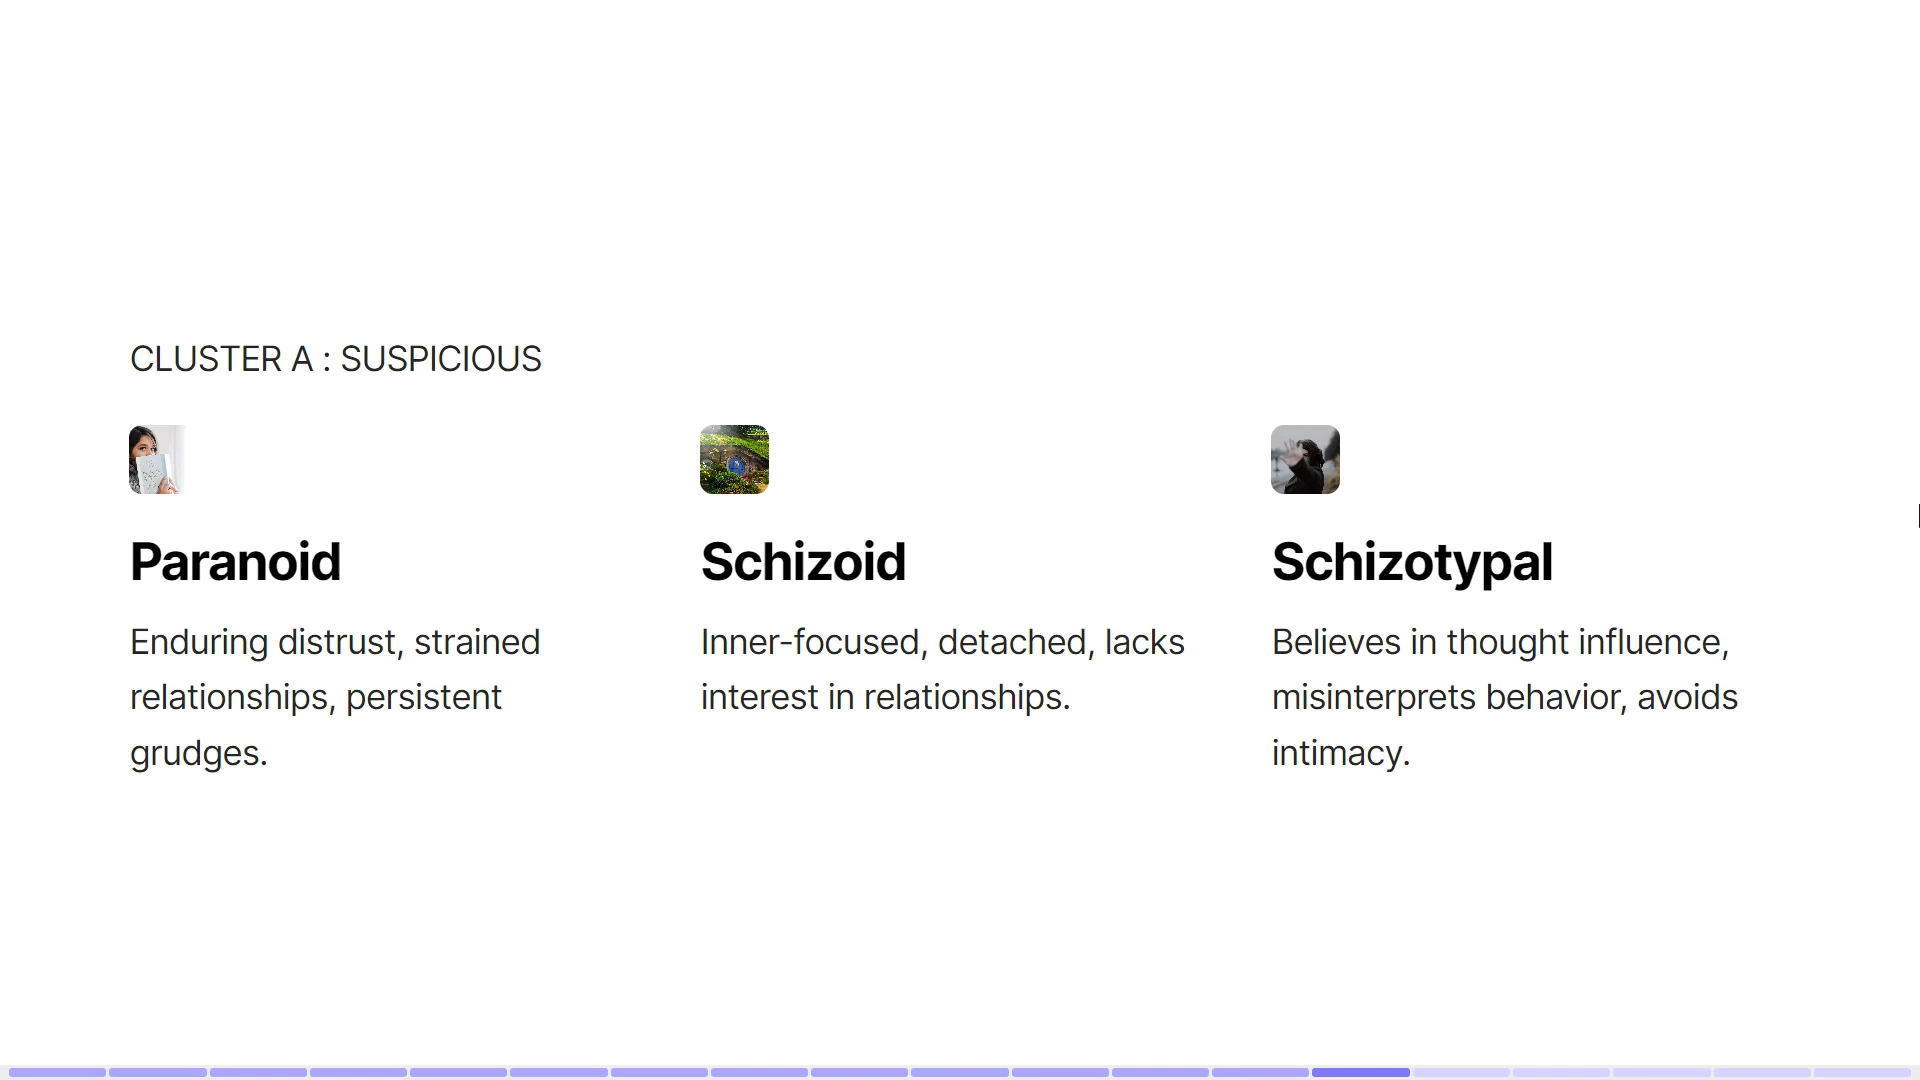 CLUSTER A : SUSPICIOUS
Paranoid
Enduring distrust, strained
relationships, persistent
grudges.
Schizoid
Inner-focused, detached, lacks
interest in relationships.
Schizotypal
Believes in thought influence,
misinterprets behavior, avoids
intimacy.